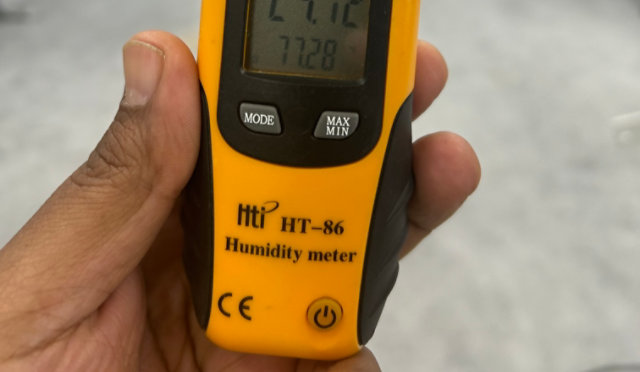 77.28
MODE
MAX
MIN
Hti HT-86
Humidity meter
CE